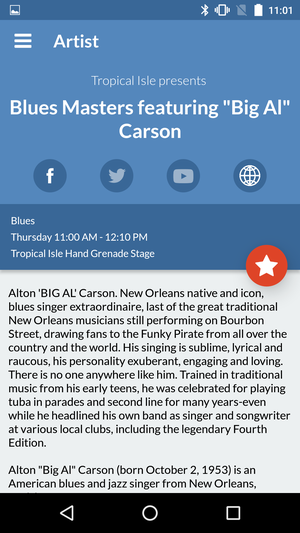 11:01
Artist
Tropical Isle presents
Blues Masters featuring "Big Al"
Carson
Blues
Thursday 11:00 AM - 12:10 PM
Tropical Isle Hand Grenade Stage
Alton 'BIG AL' Carson. New Orleans native and icon,
blues singer extraordinaire, last of the great traditional
New Orleans musicians still performing on Bourbon
Street, drawing fans to the Funky Pirate from all over the
country and the world. His singing is sublime, lyrical and
raucous, his personality exuberant, engaging and loving.
There is no one anywhere like him. Trained in traditional
music from his early teens, he was celebrated for playing
tuba in parades and second line for many years-even
while he headlined his own band as singer and songwriter
at various local clubs, including the legendary Fourth
Edition.
Alton "Big Al" Carson (born October 2, 1953) is an
American blues and jazz singer from New Orleans,